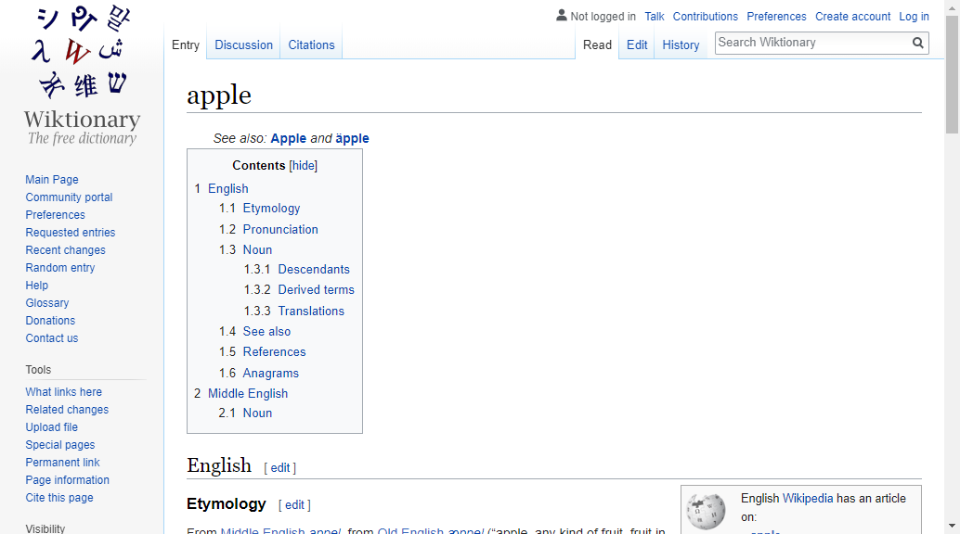 Not logged in Talk Contributions Preferences Create account Log in
Entry Discussion Citations Read Edit History Search Wiktionary
Wiktionary
The free dictionary
Main Page
Community portal
Preferences
Requested entries
Recent changes
Random entry
Help
Glossary
Donations
Contact us
Tools
What links here
Related changes
Upload file
Special pages
Permanent link
Page information
Cite this page
Visibility
apple
See also: Apple and äpple
Contents [hide]
1 English
1.1 Etymology
1.2 Pronunciation
1.3 Noun
1.3.1 Descendants
1.3.2 Derived terms
1.3.3 Translations
1.4 See also
1.5 References
1.6 Anagrams
2 Middle English
2.1 Noun
English [ edit ]
Etymology [ edit ]
From Middle English appel, from Old English æppel (“apple, any kind of fruit, fruit in
English Wikipedia has an article
on:
apple